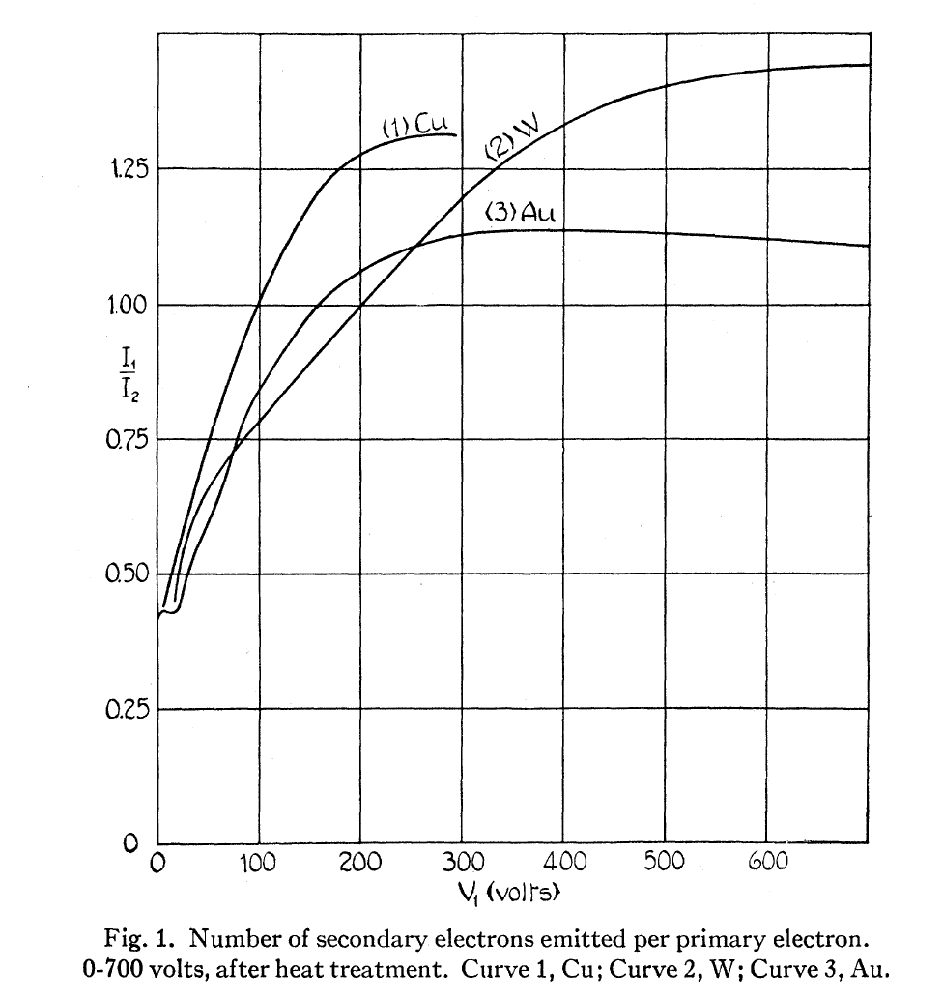 (1) Cu
(2) W
1.25
(3) Au
1.00
I₁
I₂
0.75
0.50
0.25
0
0 100 200 300 400 500 600
V₁ (volts)
Fig. 1. Number of secondary electrons emitted per primary electron.
0-700 volts, after heat treatment. Curve 1, Cu; Curve 2, W; Curve 3, Au.